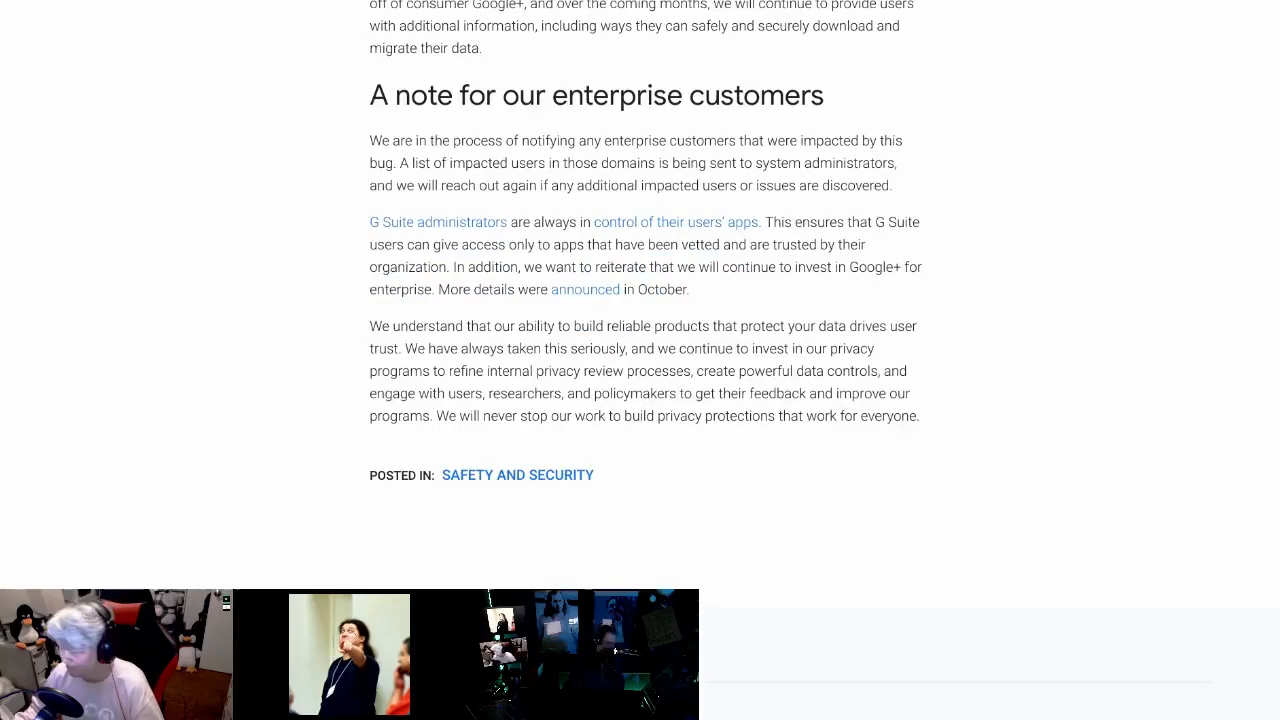 off of consumer Google+, and over the coming months, we will continue to provide users
with additional information, including ways they can safely and securely download and
migrate their data.
A note for our enterprise customers
We are in the process of notifying any enterprise customers that were impacted by this
bug. A list of impacted users in those domains is being sent to system administrators,
and we will reach out again if any additional impacted users or issues are discovered.
G Suite administrators are always in control of their users’ apps. This ensures that G Suite
users can give access only to apps that have been vetted and are trusted by their
organization. In addition, we want to reiterate that we will continue to invest in Google+ for
enterprise. More details were announced in October.
We understand that our ability to build reliable products that protect your data drives user
trust. We have always taken this seriously, and we continue to invest in our privacy
programs to refine internal privacy review processes, create powerful data controls, and
engage with users, researchers, and policymakers to get their feedback and improve our
programs. We will never stop our work to build privacy protections that work for everyone.
POSTED IN: SAFETY AND SECURITY